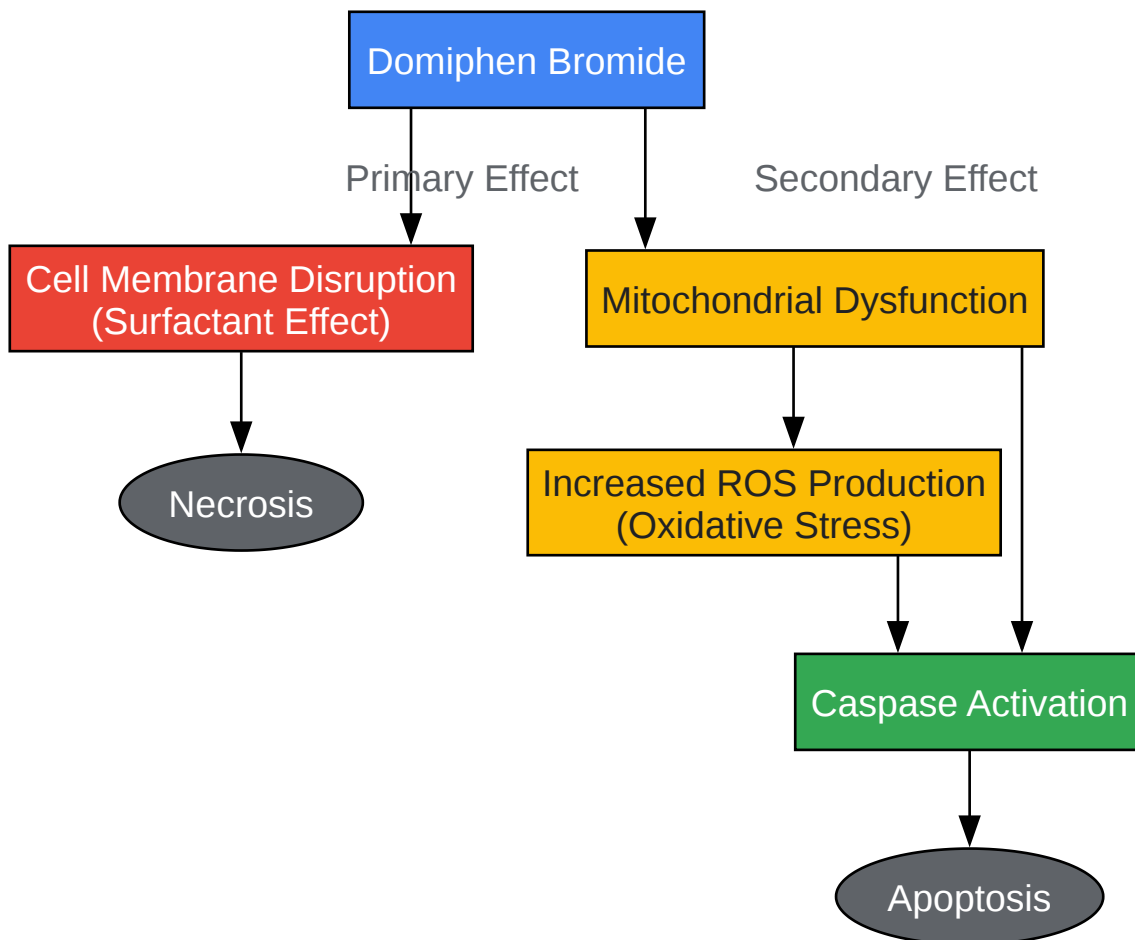 Domiphen Bromide
Primary Effect
Secondary Effect
Cell Membrane Disruption
(Surfactant Effect)
Mitochondrial Dysfunction
Necrosis
Increased ROS Production
(Oxidative Stress)
Caspase Activation
Apoptosis